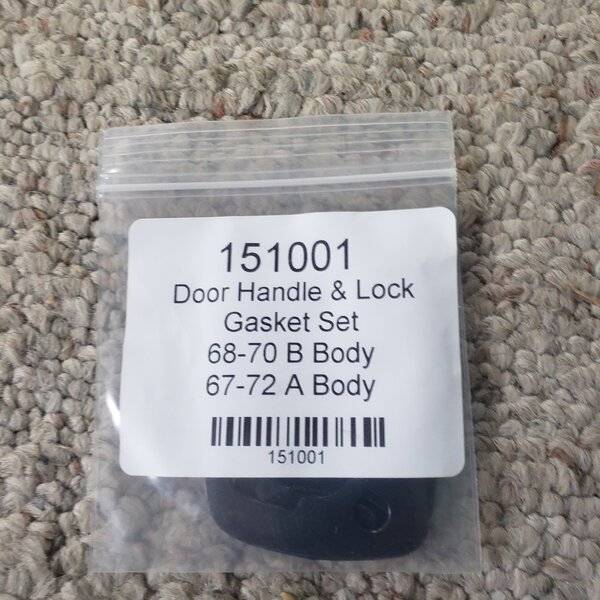 151001
Door Handle & Lock
Gasket Set
68-70 B Body
67-72 A Body
151001